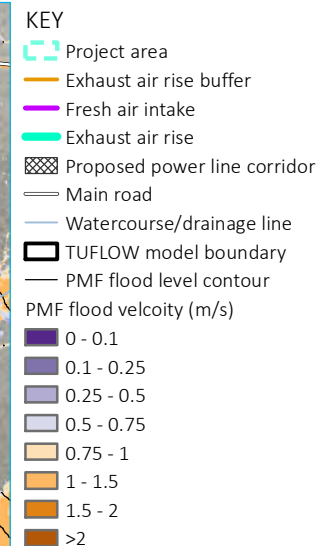 KEY
Project area
Exhaust air rise buffer
Fresh air intake
Exhaust air rise
Proposed power line corridor
Main road
Watercourse/drainage line
TUFLOW model boundary
PMF flood level contour
PMF flood velcoity (m/s)
0 - 0.1
0.1 - 0.25
0.25 - 0.5
0.5 - 0.75
0.75 - 1
1 - 1.5
1.5 - 2
>2